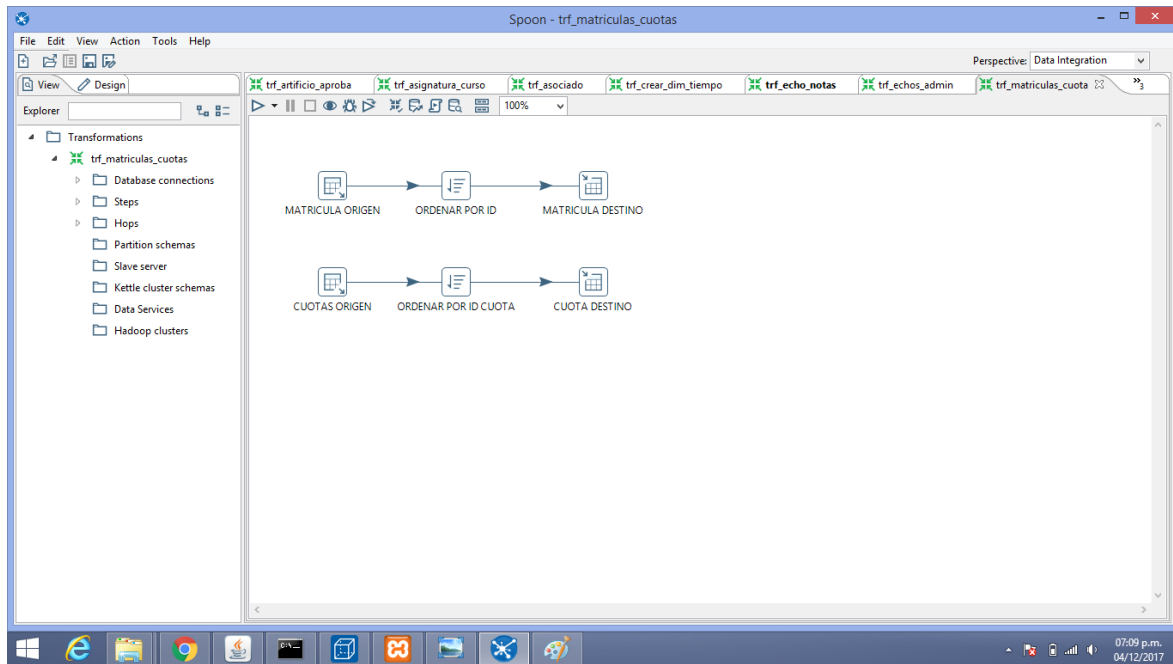 Spoon - trf_matriculas_cuotas
File Edit View Action Tools Help
Perspective: Data Integration
View Design
trf_artificio_aproba trf_asignatura_curso trf_asociado trf_crear_dim_tiempo trf_echo_notas trf_echos_admin trf_matriculas_cuota 3
Explorer
100%
Transformations
trf_matriculas_cuotas
Database connections
Steps
Hops
Partition schemas
Slave server
Kettle cluster schemas
Data Services
Hadoop clusters
MATRICULA ORIGEN ORDENAR POR ID MATRICULA DESTINO
CUOTAS ORIGEN ORDENAR POR ID CUOTA CUOTA DESTINO
07:09 p.m.
04/12/2017